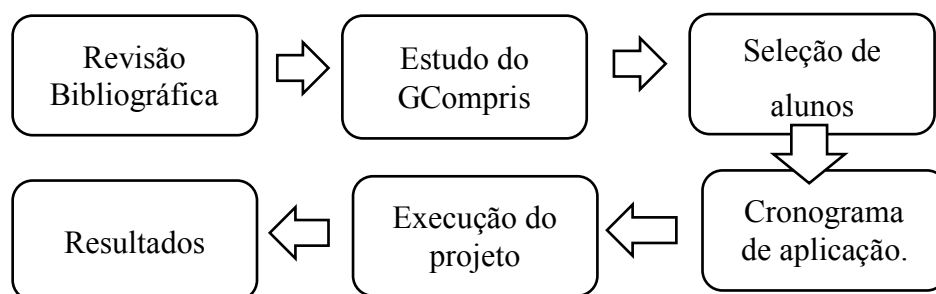 Revisão
Bibliográfica
Estudo do
GCompris
Seleção de
alunos
Cronograma
de aplicação.
Execução do
projeto
Resultados